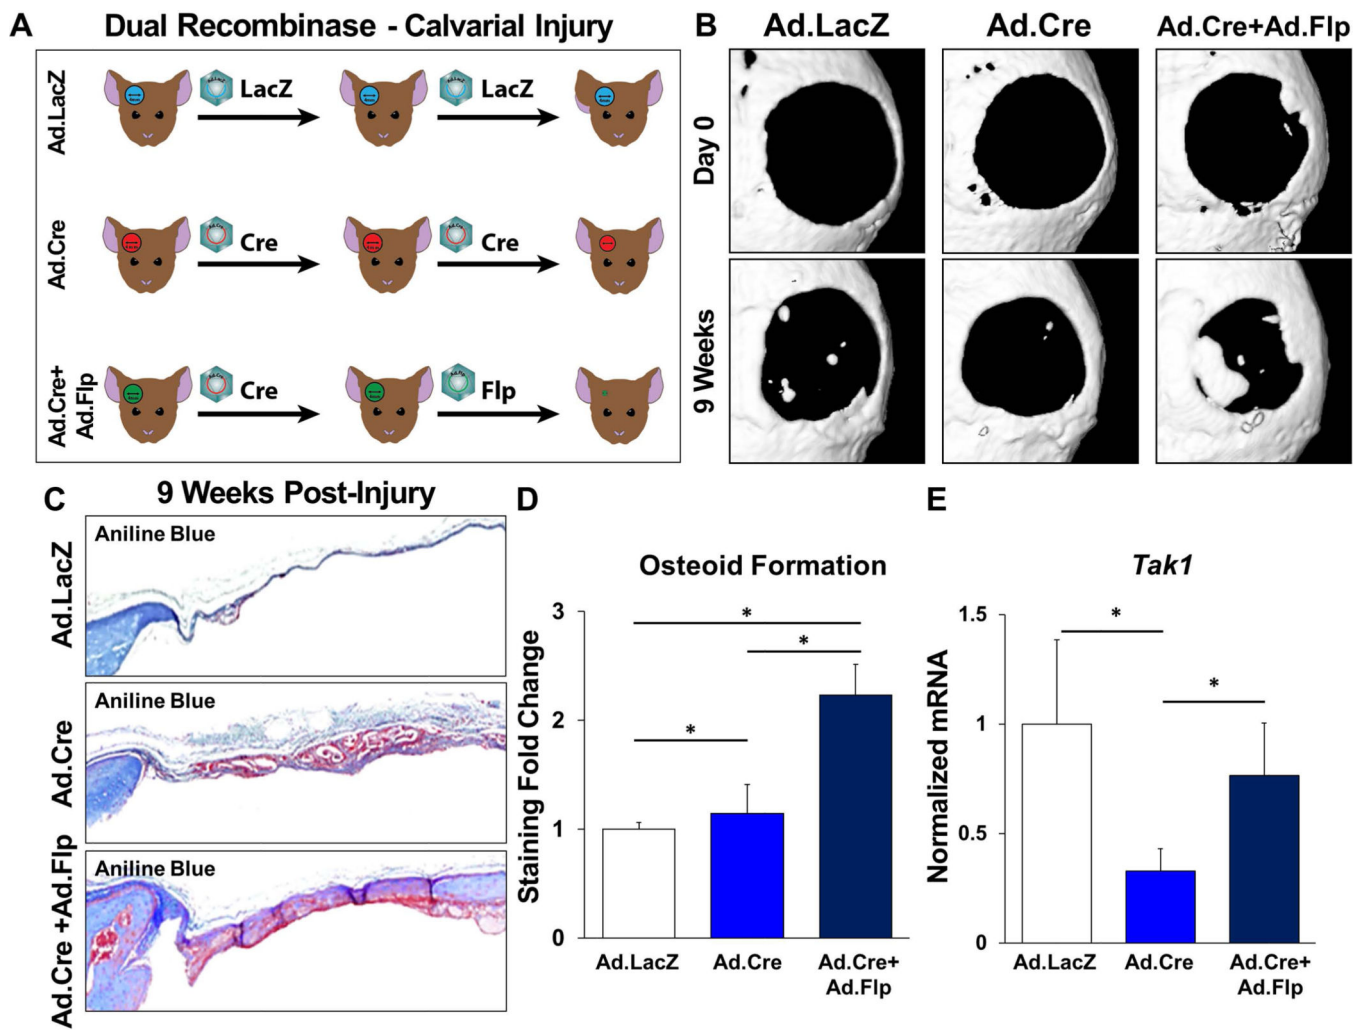 A
Dual Recombinase - Calvarial Injury
Ad.LacZ
LacZ
LacZ
Ad.Cre
Cre
Cre
Ad.Cre+
Ad.Flp
Cre
Flp
B
Ad.LacZ
Ad.Cre
Ad.Cre+Ad.Flp
Day 0
9 Weeks
C
9 Weeks Post-Injury
Ad.LacZ
Aniline Blue
Ad.Cre
Aniline Blue
Ad.Cre +Ad.Flp
Aniline Blue
D
Osteoid Formation
Staining Fold Change
3
2
1
0
*
*
*
Ad.LacZ
Ad.Cre
Ad.Cre+
Ad.Flp
E
Tak1
Normalized mRNA
1.5
1
0.5
0
*
*
Ad.LacZ
Ad.Cre
Ad.Cre+
Ad.Flp